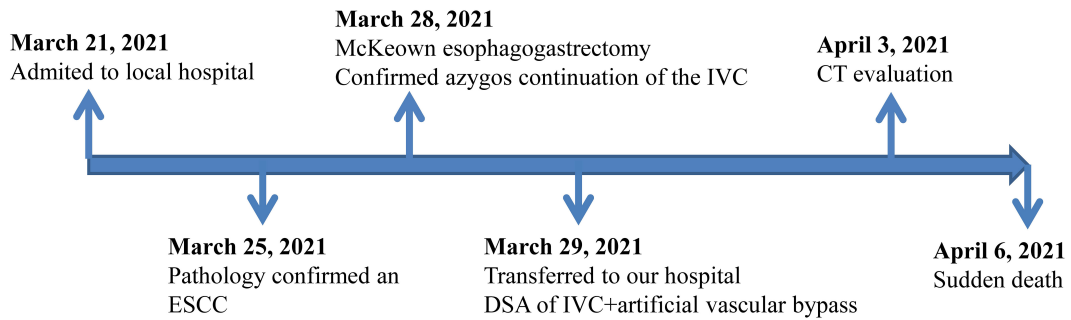 March 21, 2021
Admited to local hospital
March 25, 2021
Pathology confirmed an
ESCC
March 28, 2021
McKeown esophagogastrectomy
Confirmed azygos continuation of the IVC
March 29, 2021
Transferred to our hospital
DSA of IVC+artificial vascular bypass
April 3, 2021
CT evaluation
April 6, 2021
Sudden death